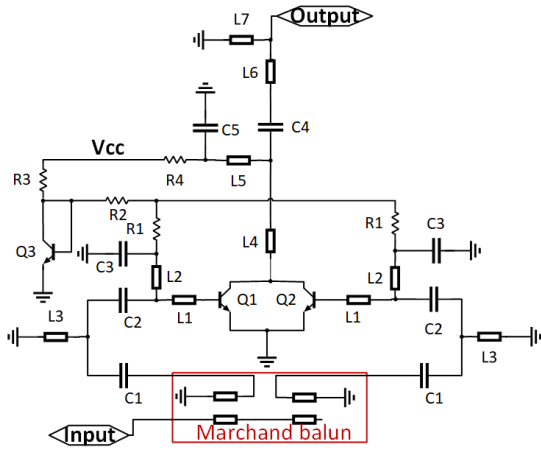 L7
Output
L6
C5
C4
Vcc
R3
R4
L5
R2
R1
R1
Q3
C3
L4
C3
L2
L2
Q1
Q2
L3
C2
L1
L1
C2
L3
C1
C1
Input
Marchand balun